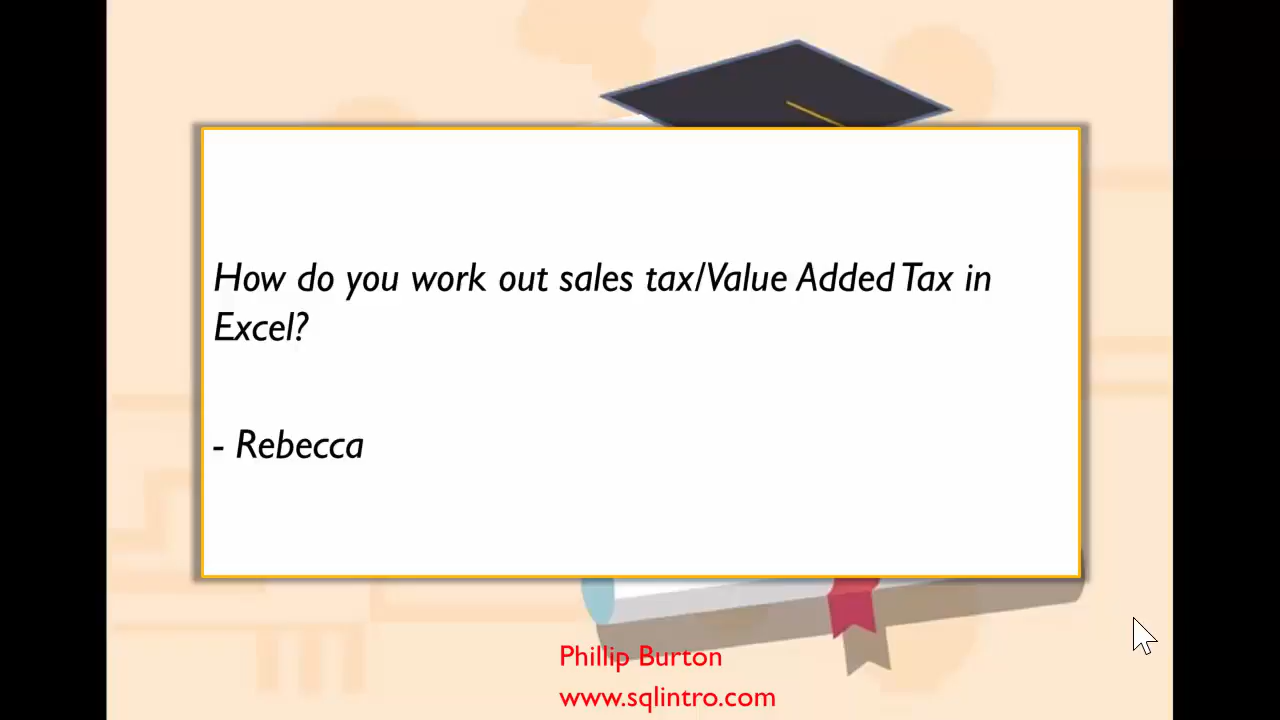 How do you work out sales tax/Value Added Tax in
Excel?
- Rebecca
Phillip Burton
www.sqlintro.com